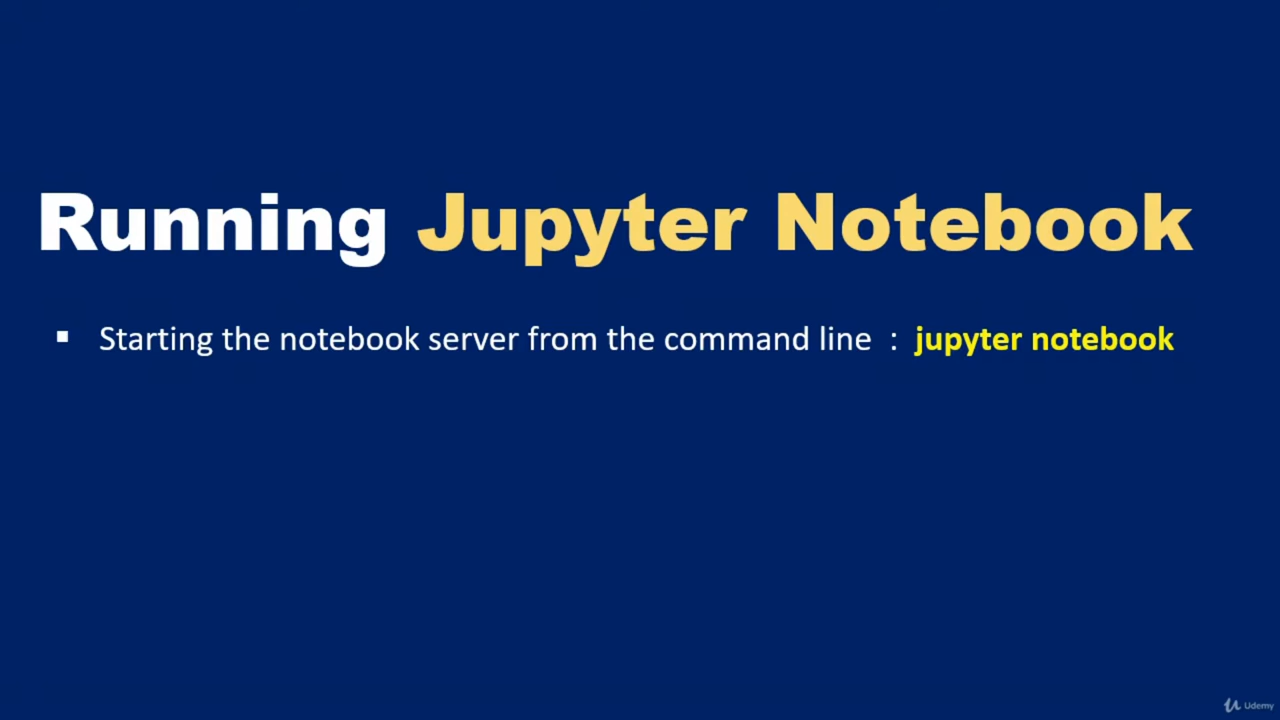 Running Jupyter Notebook
▪ Starting the notebook server from the command line : jupyter notebook
Udemy